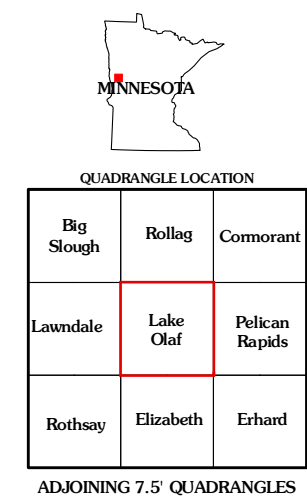 MINNESOTA
QUADRANGLE LOCATION
Big
Slough
Rollag
Cormorant
Lawndale
Lake
Olaf
Pelican
Rapids
Rothsay
Elizabeth
Erhard
ADJOINING 7.5' QUADRANGLES